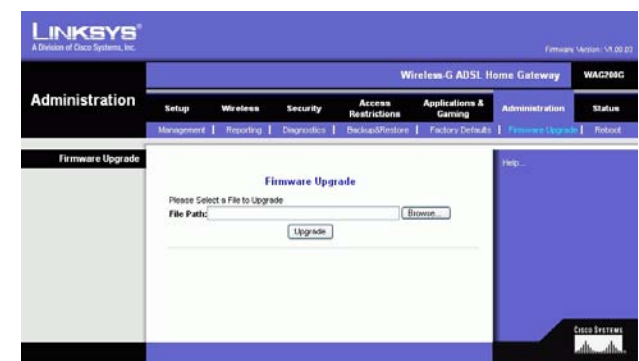 LINKSYS®
A Division of Cisco Systems, Inc.
Firmware Version: V1.00.03
Wireless-G ADSL Home Gateway WAG200G
Administration
Setup Wireless Security Access Restrictions Applications & Gaming Administration Status
Management | Reporting | Diagnostics | Backup&Restore | Factory Defaults | Firmware Upgrade | Reboot
Firmware Upgrade
Help...
Firmware Upgrade
Please Select a File to Upgrade
File Path: Browse...
Upgrade
CISCO SYSTEMS